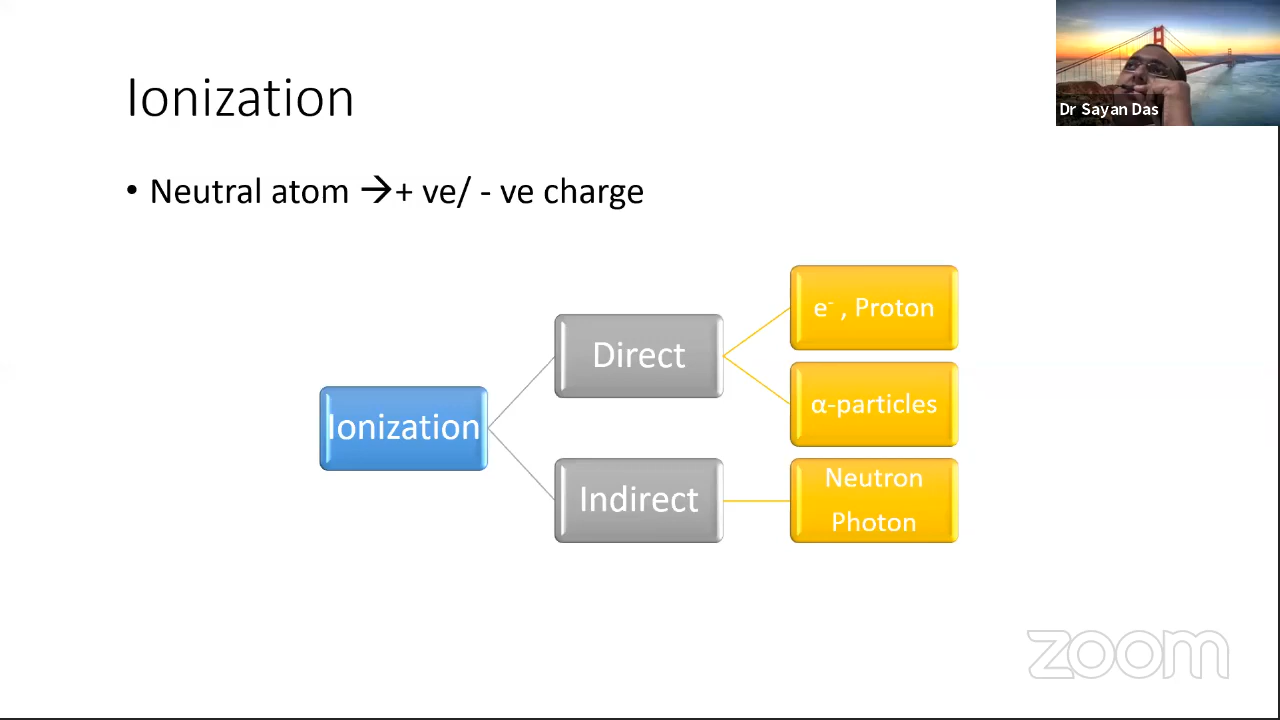 Ionization
Dr Sayan Das
• Neutral atom →+ ve/ - ve charge
e⁻ , Proton
Direct
α-particles
Ionization
Neutron
Indirect
Photon
zoom